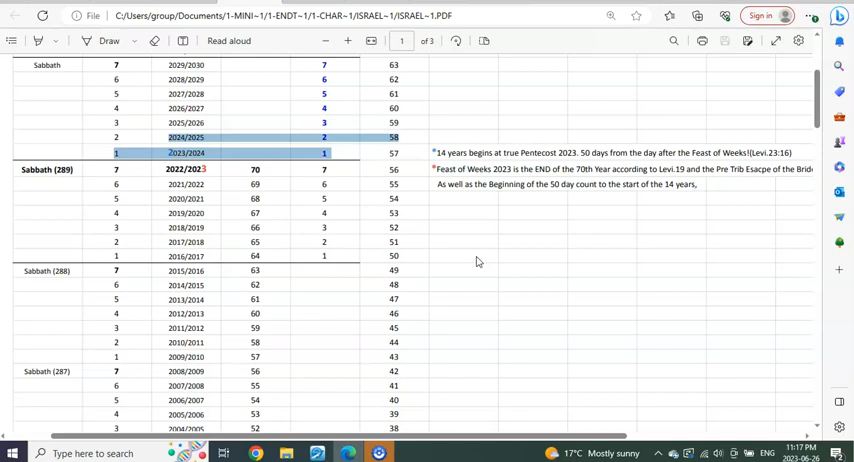 File | C:/Users/group/Documents/1-MINI~1/1-ENDT~1/1-CHAR~1/ISRAEL~1/ISRAEL~1.PDF
Sign in
Draw
Read aloud
1
of 3
Sabbath 7 2029/2030 7 63
6 2028/2029 6 62
5 2027/2028 5 61
4 2026/2027 4 60
3 2025/2026 3 59
2 2024/2025 2 58
1 2023/2024 1 57 *14 years begins at true Pentecost 2023. 50 days from the day after the Feast of Weeks!(Levi.23:16)
Sabbath (289) 7 2022/2023 70 7 56 *Feast of Weeks 2023 is the END of the 70th Year according to Levi.19 and the Pre Trib Esacpe of the Bride
6 2021/2022 69 6 55 As well as the Beginning of the 50 day count to the start of the 14 years,
5 2020/2021 68 5 54
4 2019/2020 67 4 53
3 2018/2019 66 3 52
2 2017/2018 65 2 51
1 2016/2017 64 1 50
Sabbath (288) 7 2015/2016 63 49
6 2014/2015 62 48
5 2013/2014 61 47
4 2012/2013 60 46
3 2011/2012 59 45
2 2010/2011 58 44
1 2009/2010 57 43
Sabbath (287) 7 2008/2009 56 42
6 2007/2008 55 41
5 2006/2007 54 40
4 2005/2006 53 39
3 2004/2005 52 38
Type here to search
17°C Mostly sunny
ENG
11:17 PM
2023-06-26
2